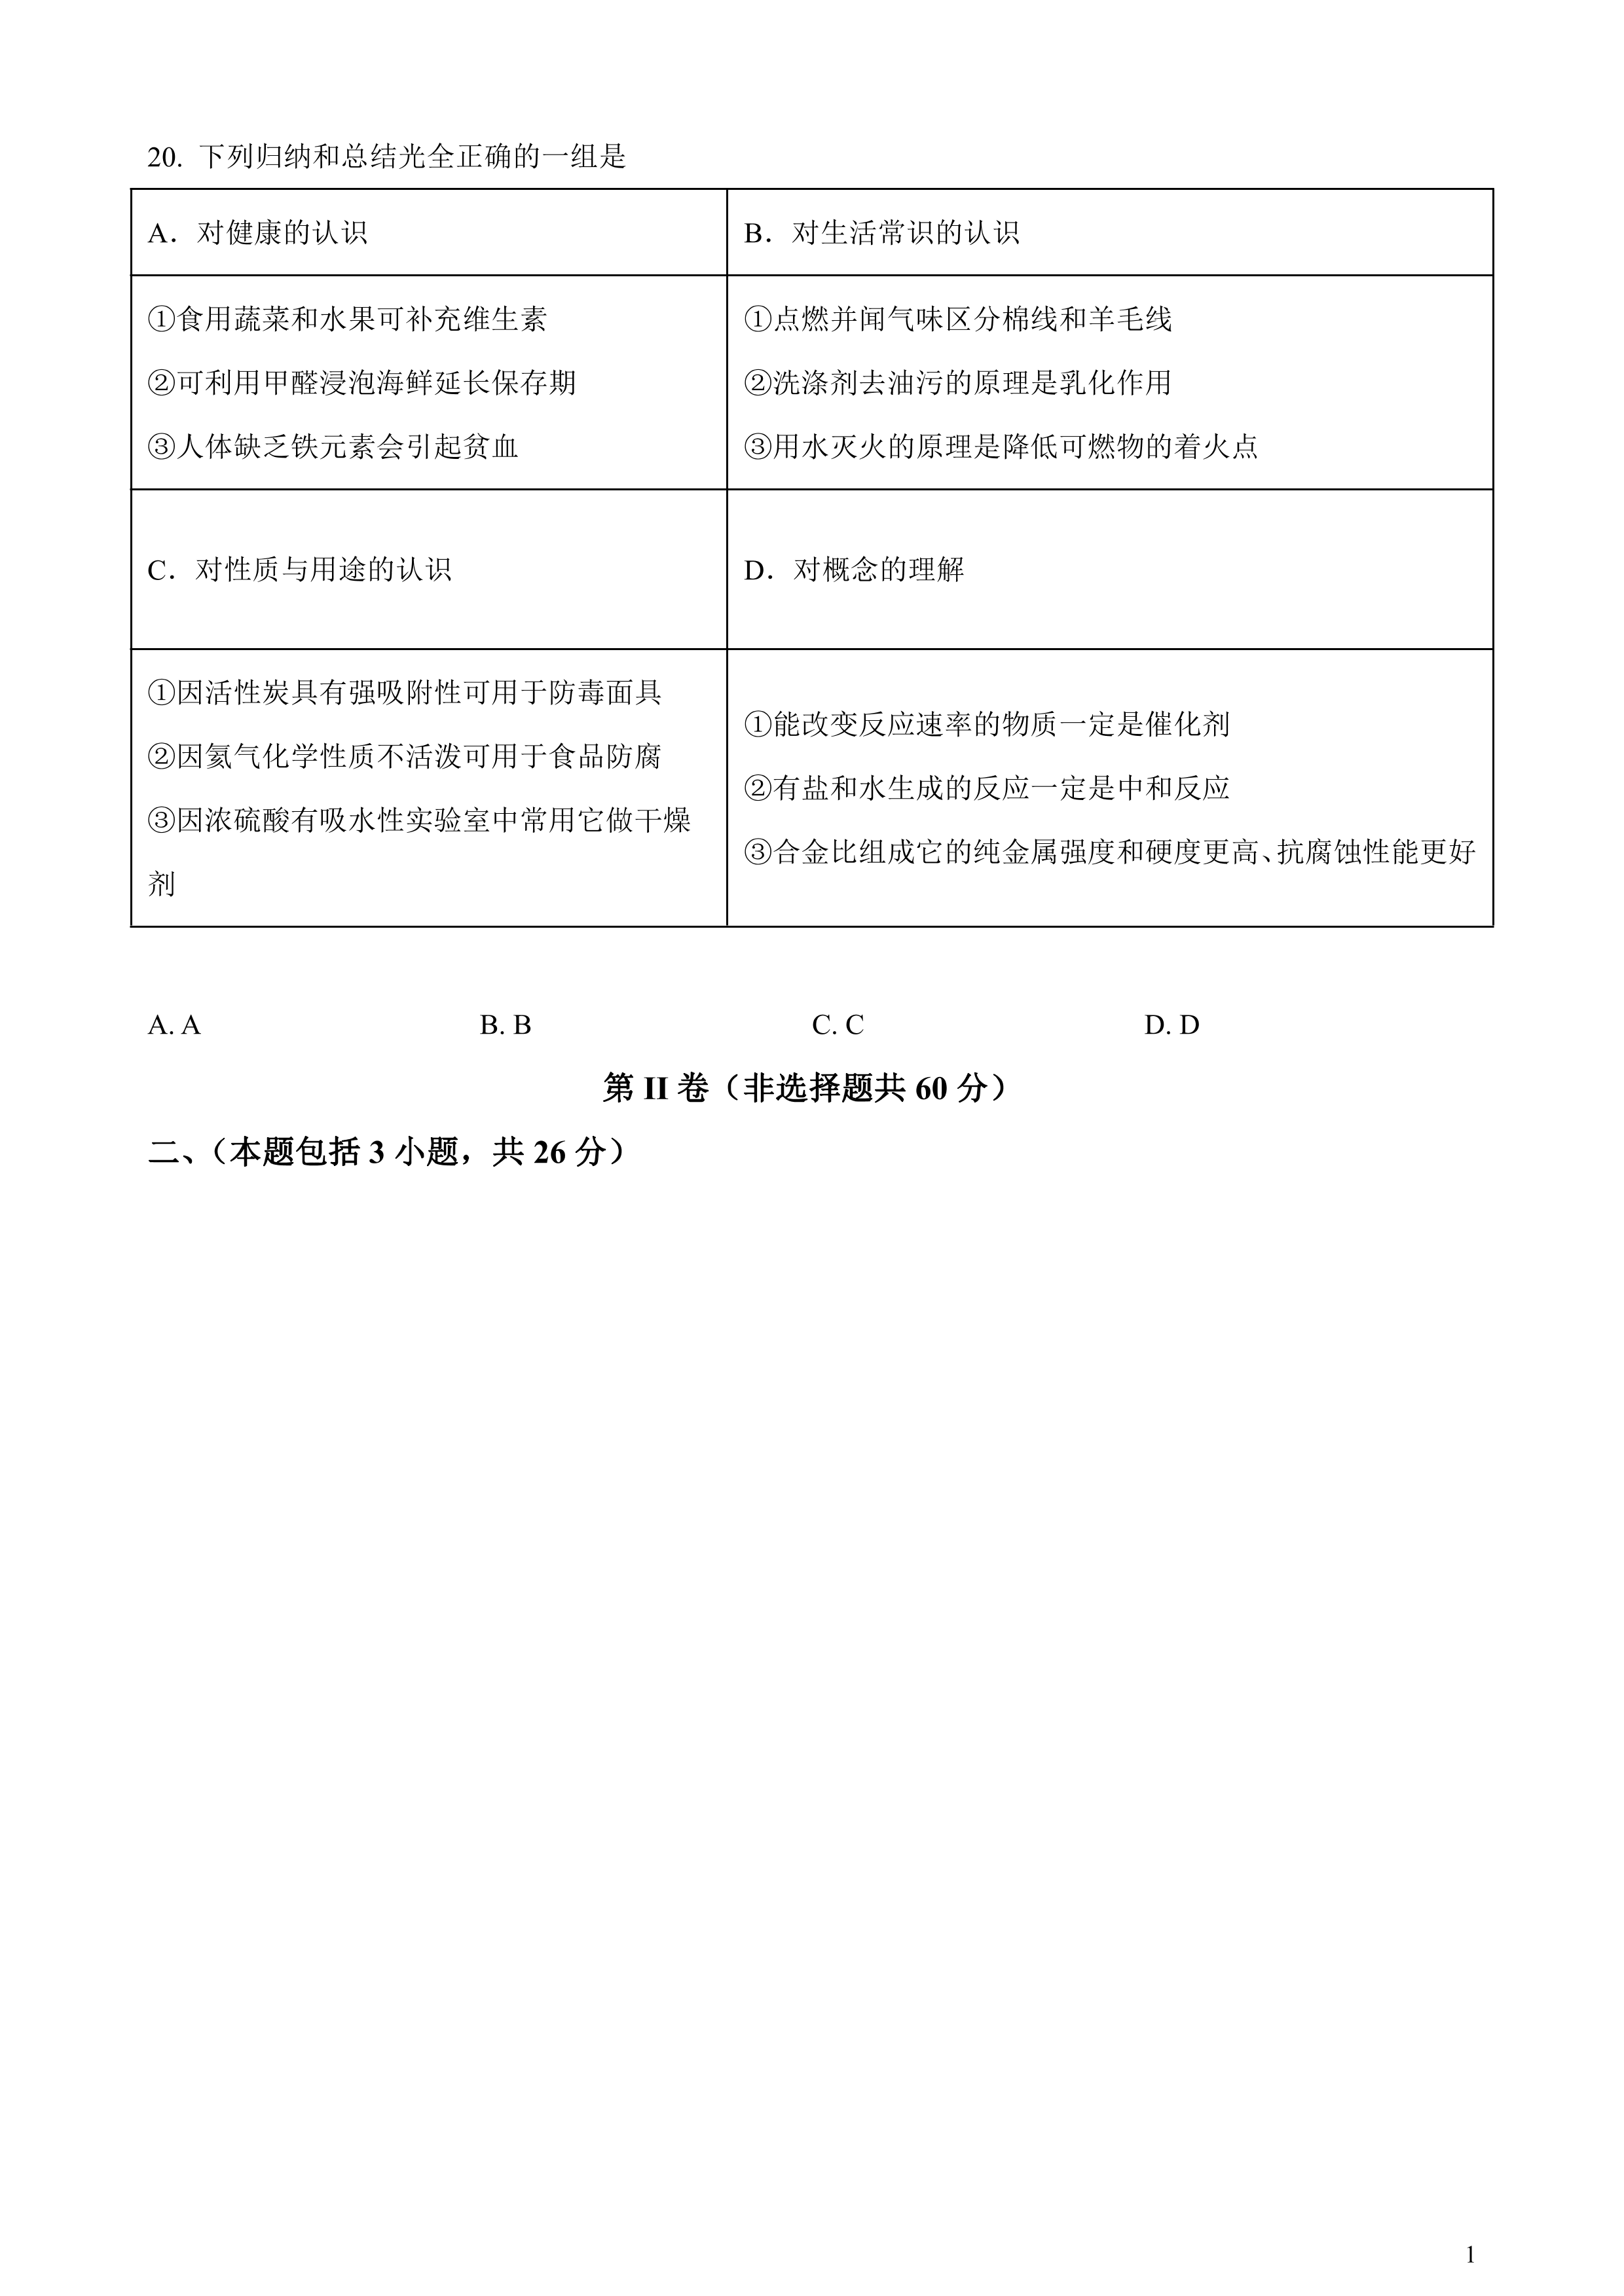 20. 下列归纳和总结光全正确的一组是
A．对健康的认识
B．对生活常识的认识
①食用蔬菜和水果可补充维生素
②可利用甲醛浸泡海鲜延长保存期
③人体缺乏铁元素会引起贫血
①点燃并闻气味区分棉线和羊毛线
②洗涤剂去油污的原理是乳化作用
③用水灭火的原理是降低可燃物的着火点
C．对性质与用途的认识
D．对概念的理解
①因活性炭具有强吸附性可用于防毒面具
②因氦气化学性质不活泼可用于食品防腐
③因浓硫酸有吸水性实验室中常用它做干燥
剂
①能改变反应速率的物质一定是催化剂
②有盐和水生成的反应一定是中和反应
③合金比组成它的纯金属强度和硬度更高、抗腐蚀性能更好
A. A B. B C. C D. D
第 II 卷（非选择题共 60 分）
二、（本题包括 3 小题，共 26 分）
1